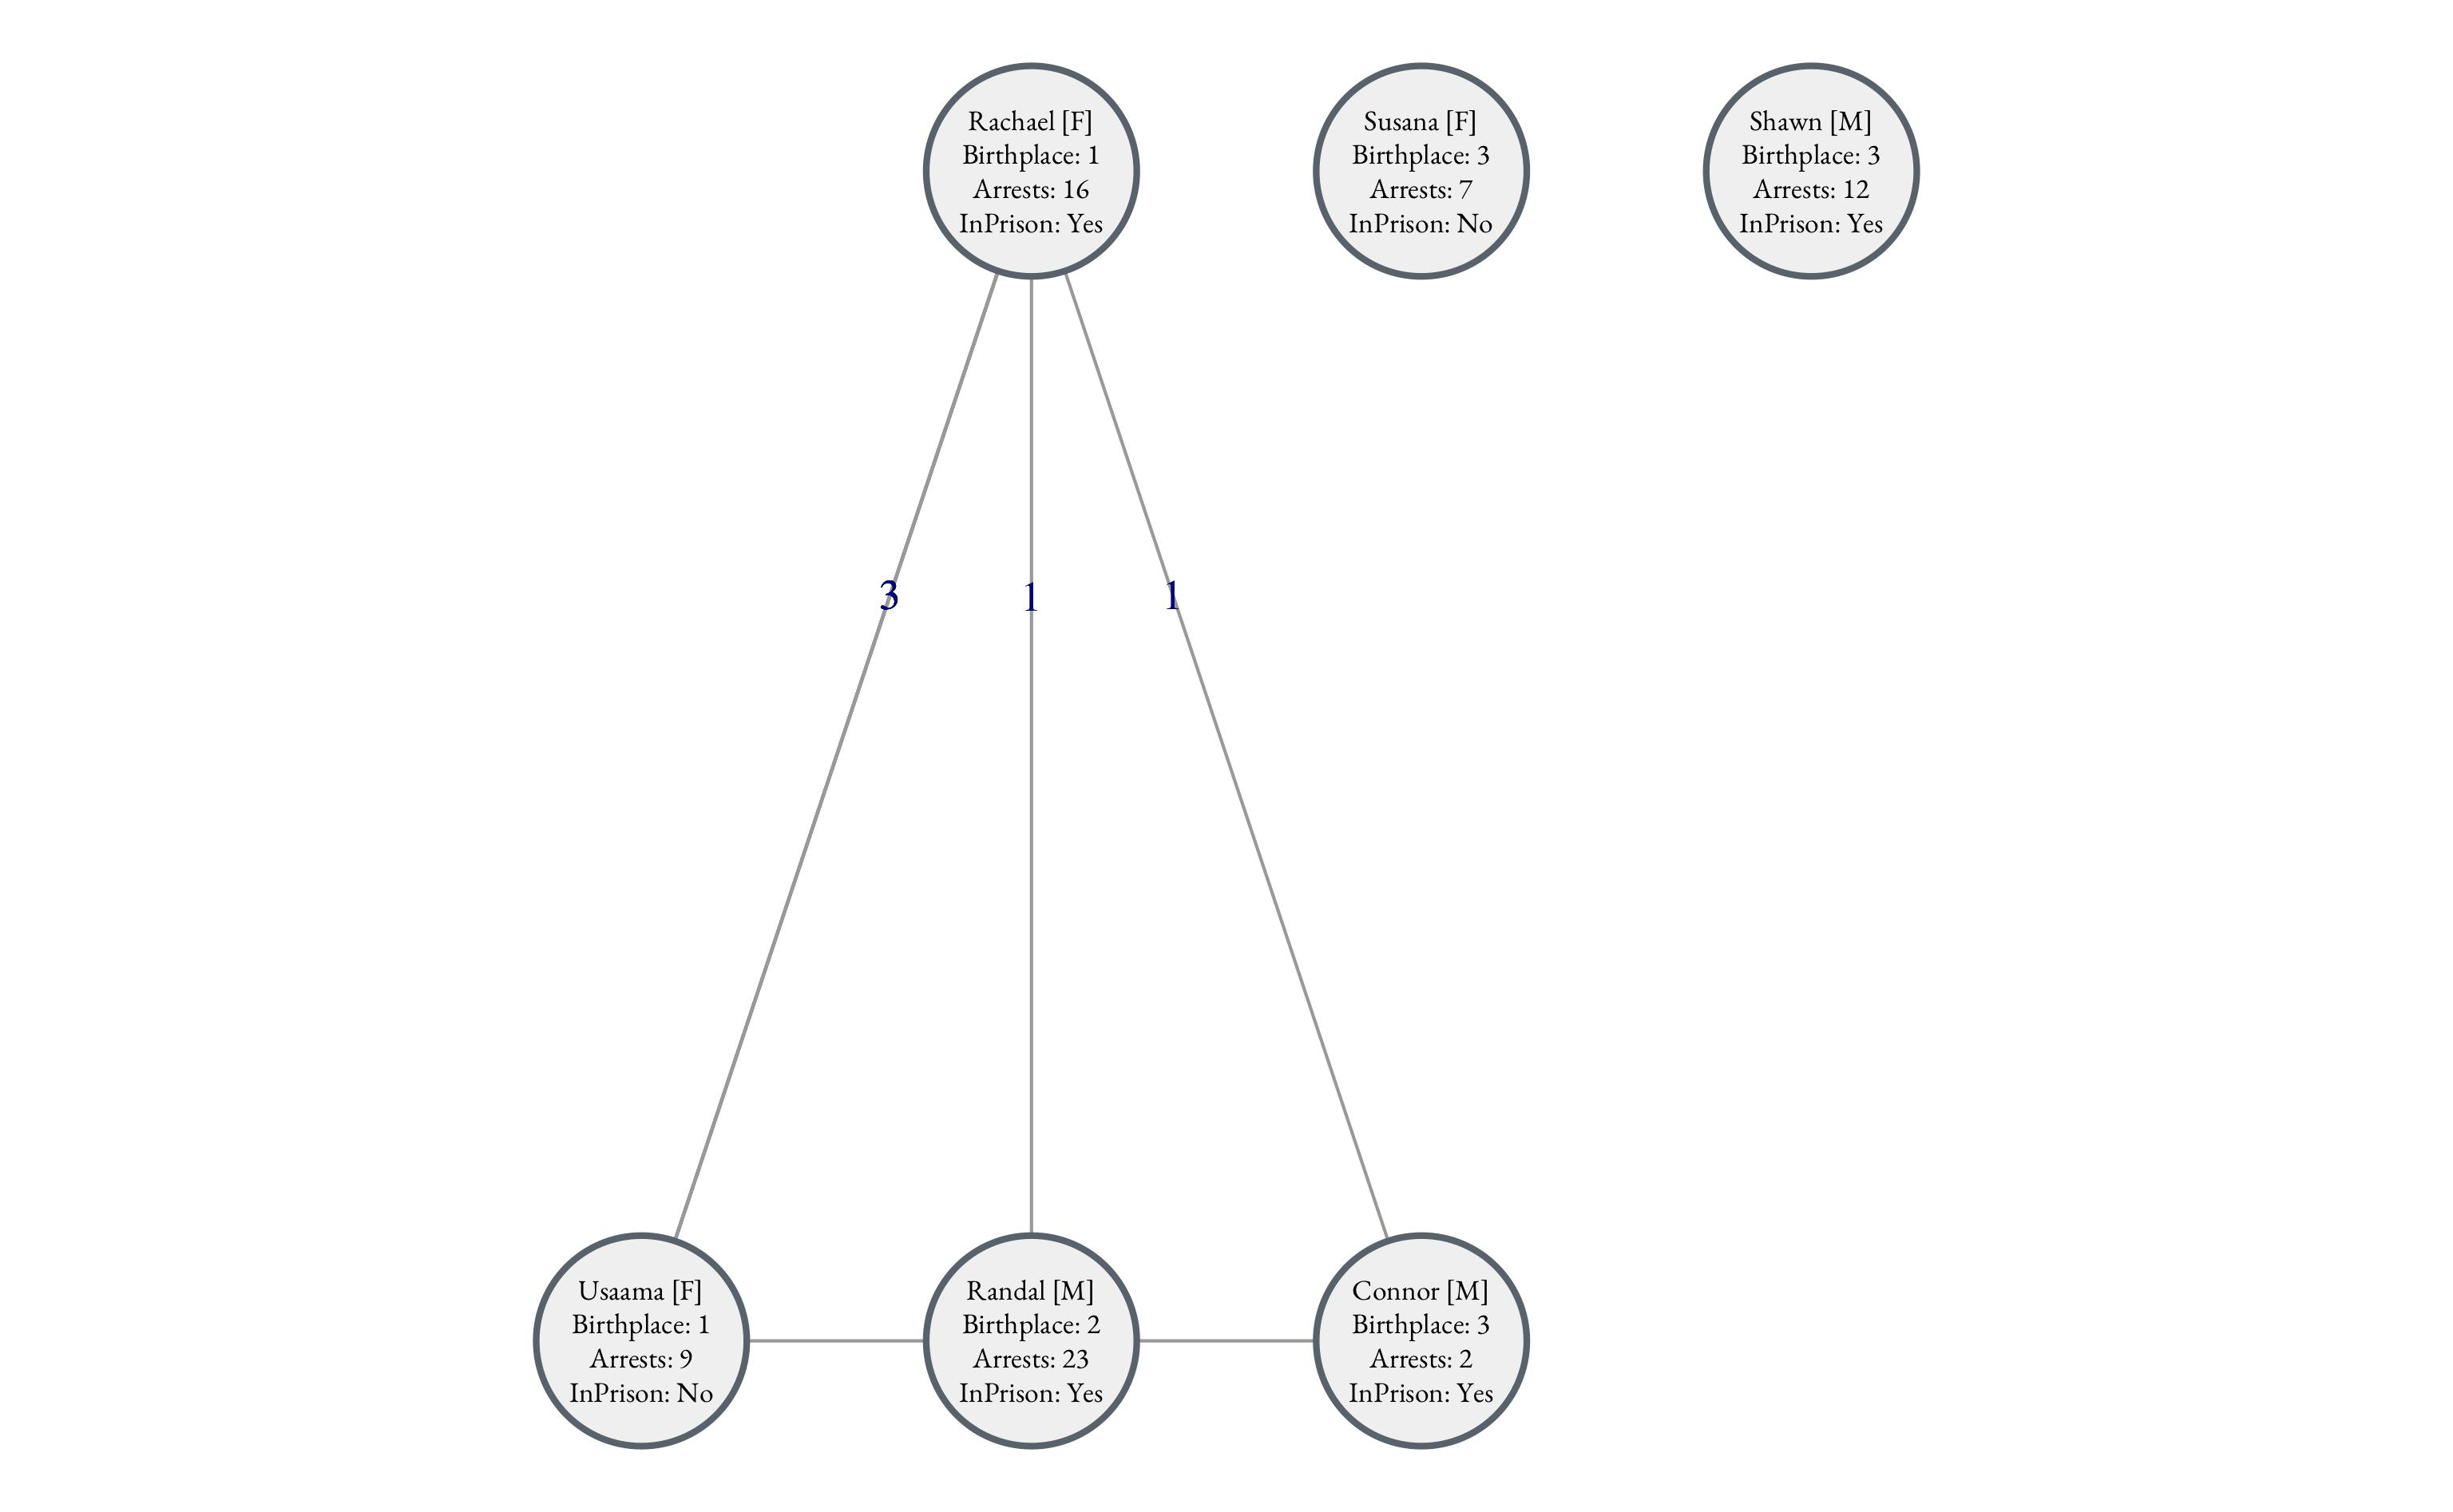 Rachael [F]
Birthplace: 1
Arrests: 16
InPrison: Yes
Susana [F]
Birthplace: 3
Arrests: 7
InPrison: No
Shawn [M]
Birthplace: 3
Arrests: 12
InPrison: Yes
3
1
1
Usaama [F]
Birthplace: 1
Arrests: 9
InPrison: No
Randal [M]
Birthplace: 2
Arrests: 23
InPrison: Yes
Connor [M]
Birthplace: 3
Arrests: 2
InPrison: Yes